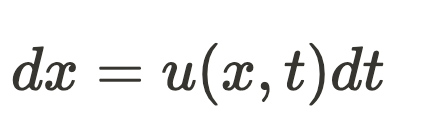 dx = u(x, t)dt